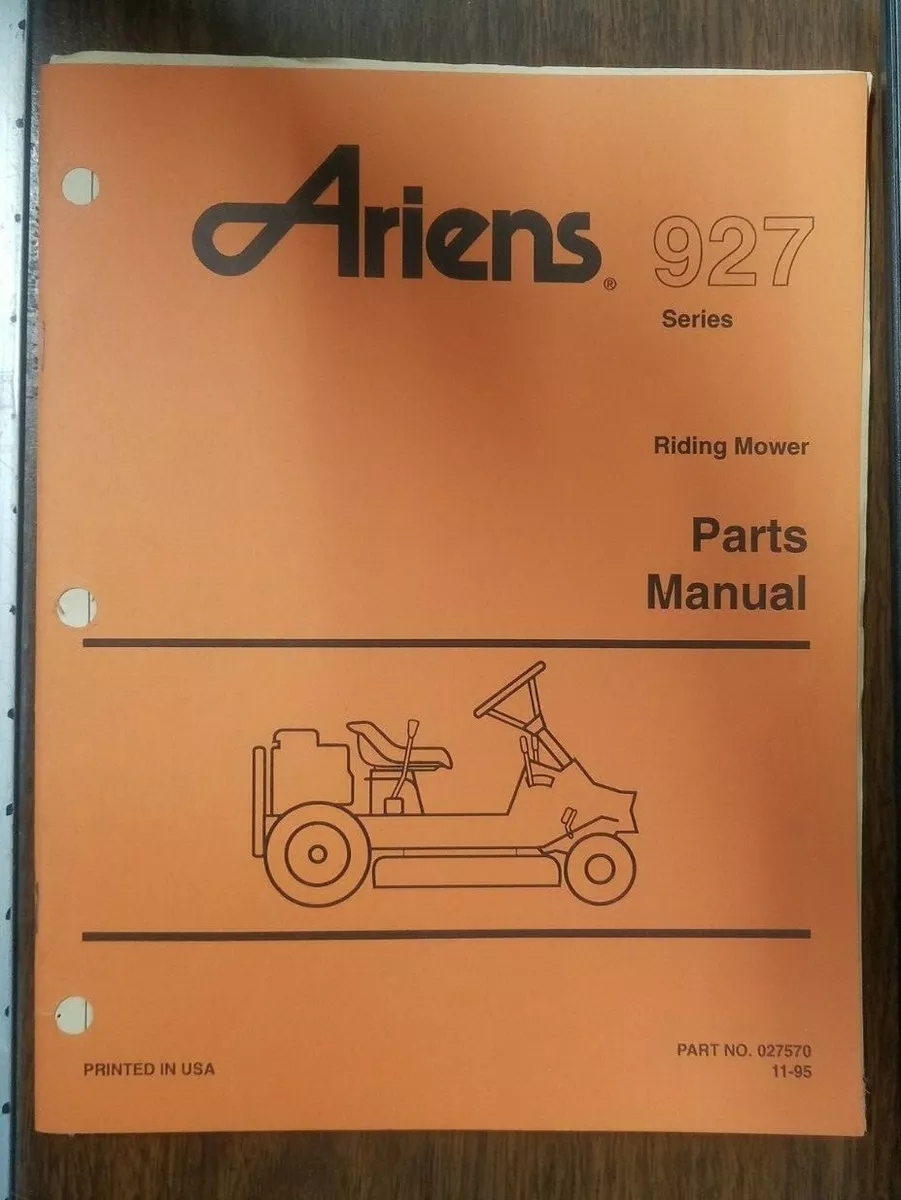 Ariens® 927
Series
Riding Mower
Parts
Manual
PRINTED IN USA
PART NO. 027570
11-95